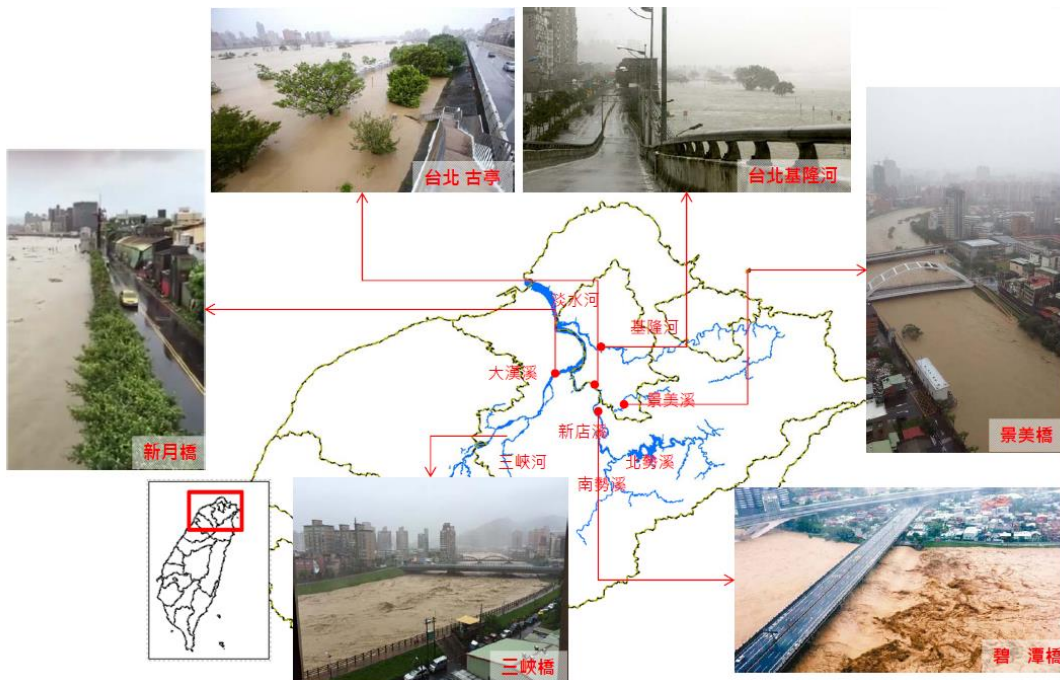 台北 古亭
台北基隆河
新月橋
景美橋
淡水河
基隆河
大漢溪
景美溪
新店溪
三峽河
北勢溪
南勢溪
三峽橋
碧 潭橋